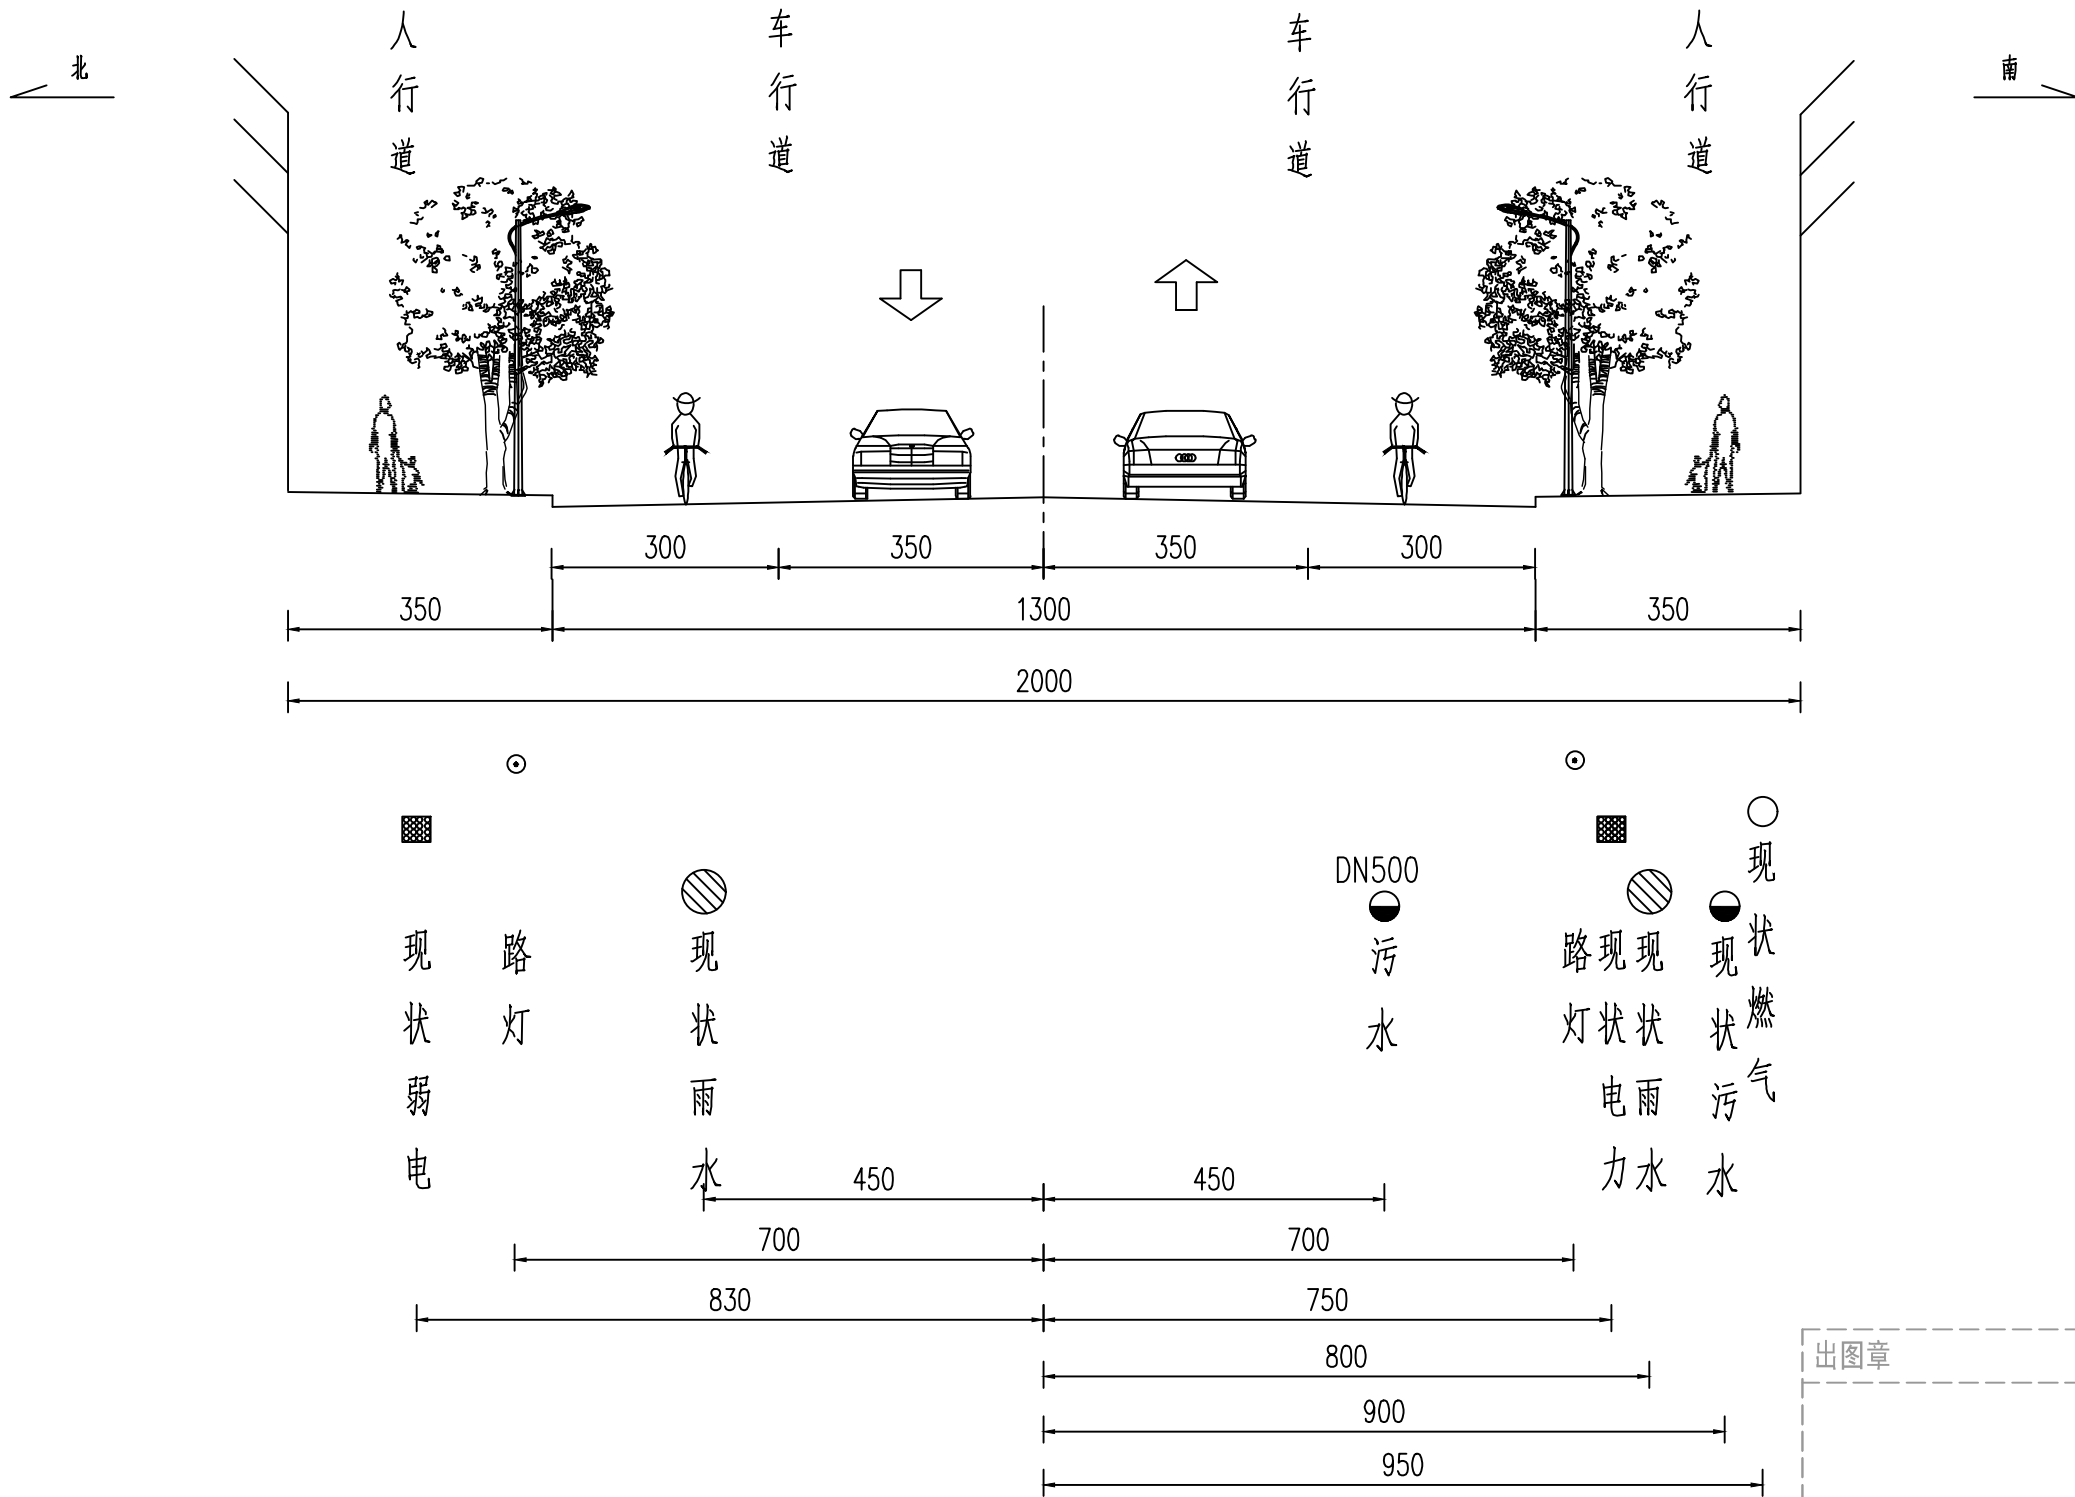 北
人行道
车行道
车行道
人行道
南
300
350
350
300
350
1300
350
2000
现状弱电
路灯
现状雨水
DN500
污水
路灯
现状电力
现状雨水
现状污水
现状燃气
450
450
700
700
830
750
800
900
950
出图章